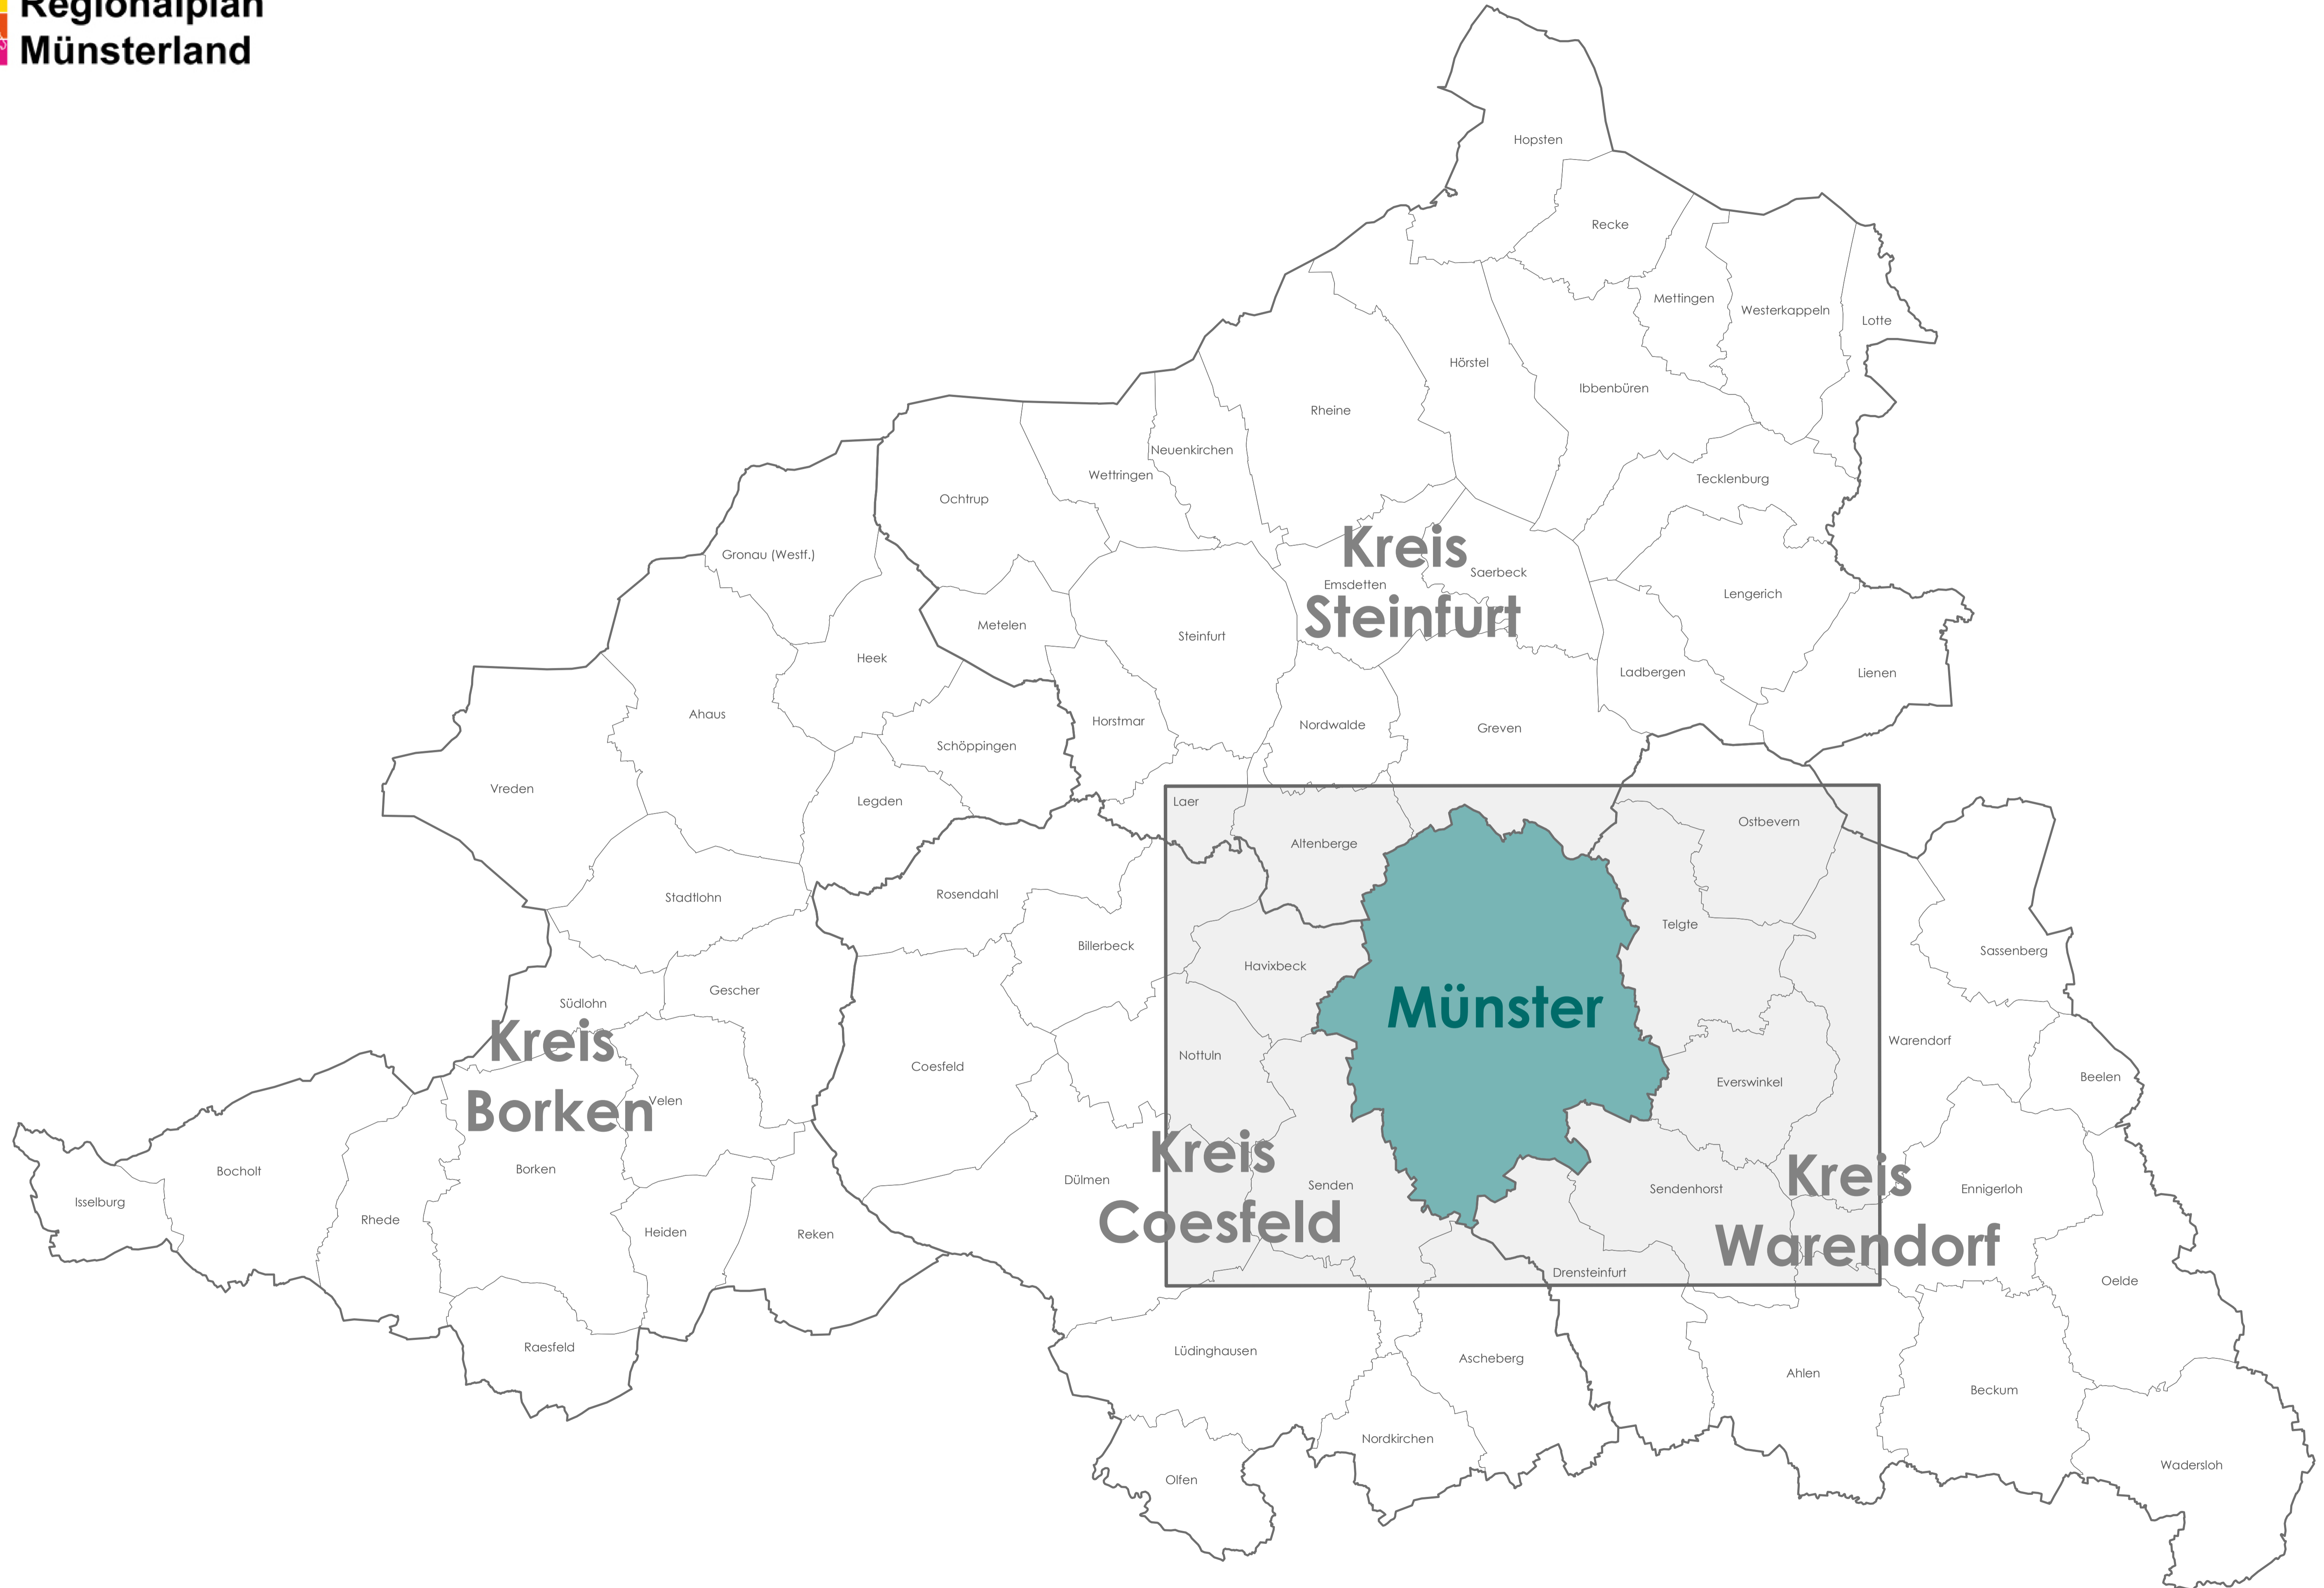 Regionalplan
Münsterland
Hopsten
Recke
Mettingen
Westerkappeln
Lotte
Hörstel
Ibbenbüren
Rheine
Neuenkirchen
Wettringen
Ochtrup
Tecklenburg
Gronau (Westf.)
Kreis
Steinfurt
Emsdetten
Saerbeck
Lengerich
Metelen
Steinfurt
Heek
Ladbergen
Lienen
Ahaus
Horstmar
Nordwalde
Greven
Schöppingen
Vreden
Legden
Laer
Ostbevern
Altenberge
Stadtlohn
Rosendahl
Telgte
Billerbeck
Havixbeck
Sassenberg
Gescher
Südlohn
Münster
Kreis
Borken
Warendorf
Nottuln
Coesfeld
Everswinkel
Beelen
Velen
Bocholt
Borken
Isselburg
Rhede
Heiden
Reken
Dülmen
Kreis
Coesfeld
Senden
Sendenhorst
Kreis
Warendorf
Ennigerloh
Drensteinfurt
Oelde
Raesfeld
Lüdinghausen
Ascheberg
Ahlen
Beckum
Nordkirchen
Olfen
Wadersloh